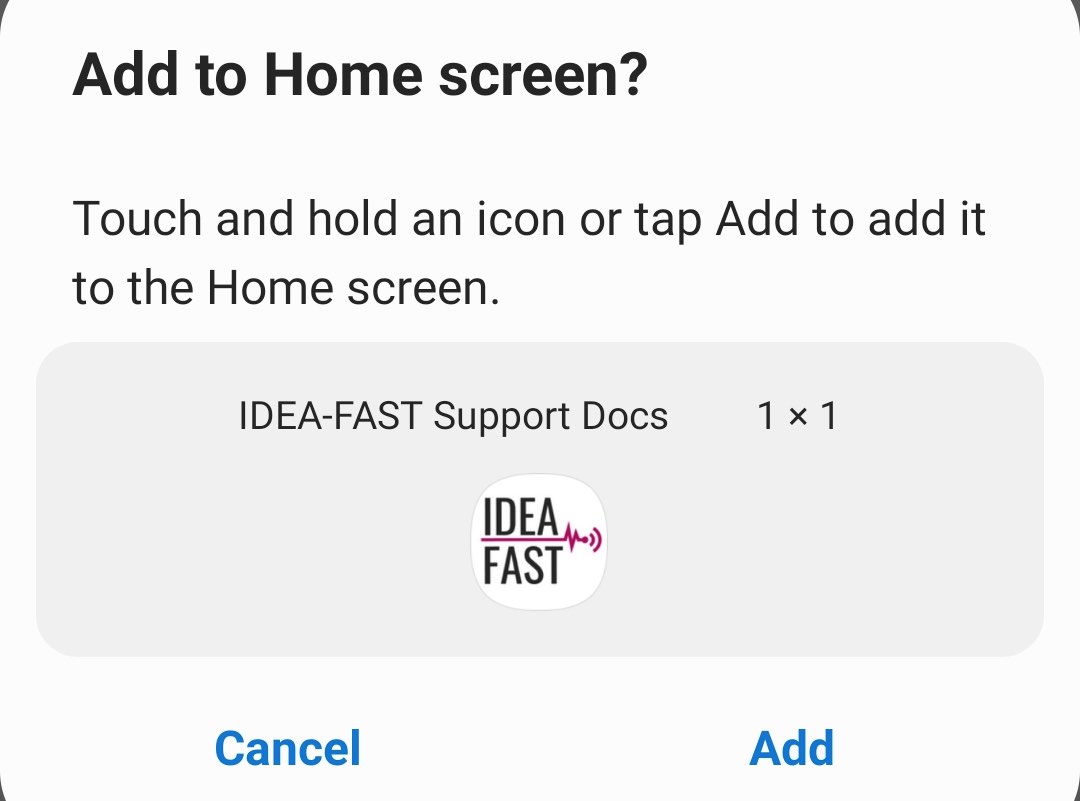 Add to Home screen?
Touch and hold an icon or tap Add to add it
to the Home screen.
IDEA-FAST Support Docs 1 × 1
IDEA
FAST
Cancel Add